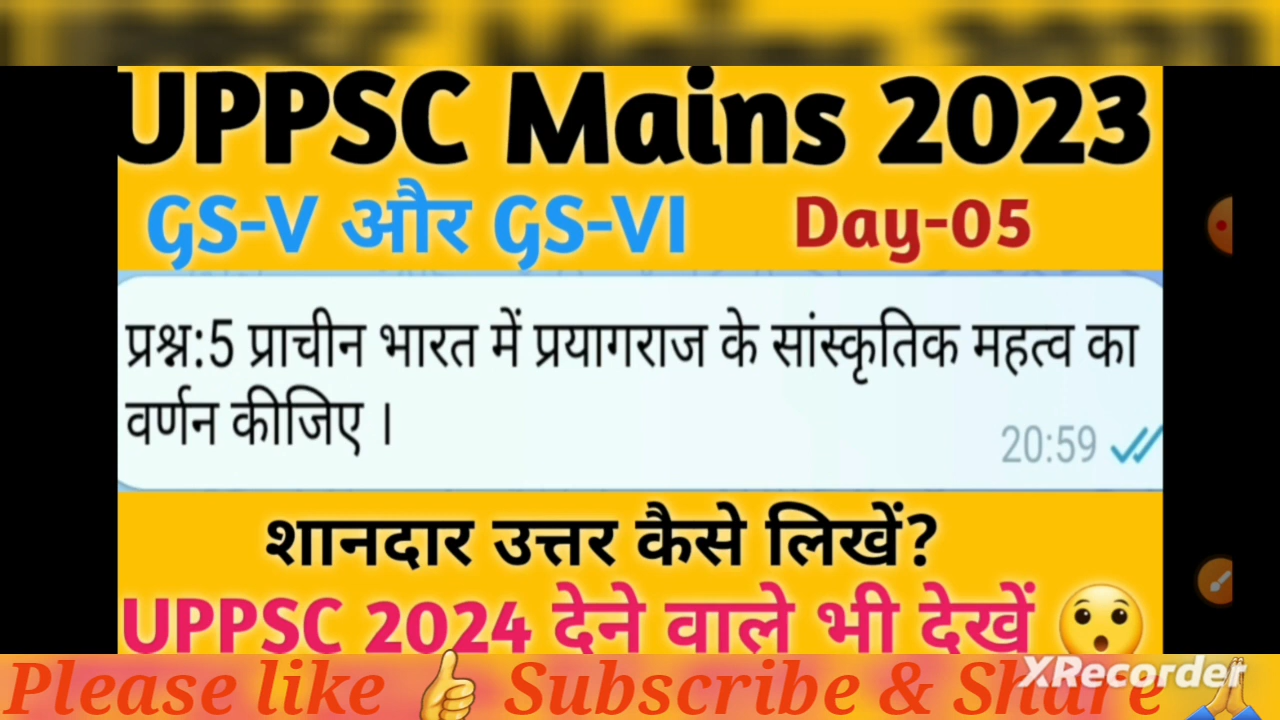 UPPSC Mains 2023
GS-V और GS-VI Day-05
प्रश्न:5 प्राचीन भारत में प्रयागराज के सांस्कृतिक महत्व का
वर्णन कीजिए ।
20:59
शानदार उत्तर कैसे लिखें?
UPPSC 2024 देने वाले भी देखें
Please like Subscribe & Share
XRecorder